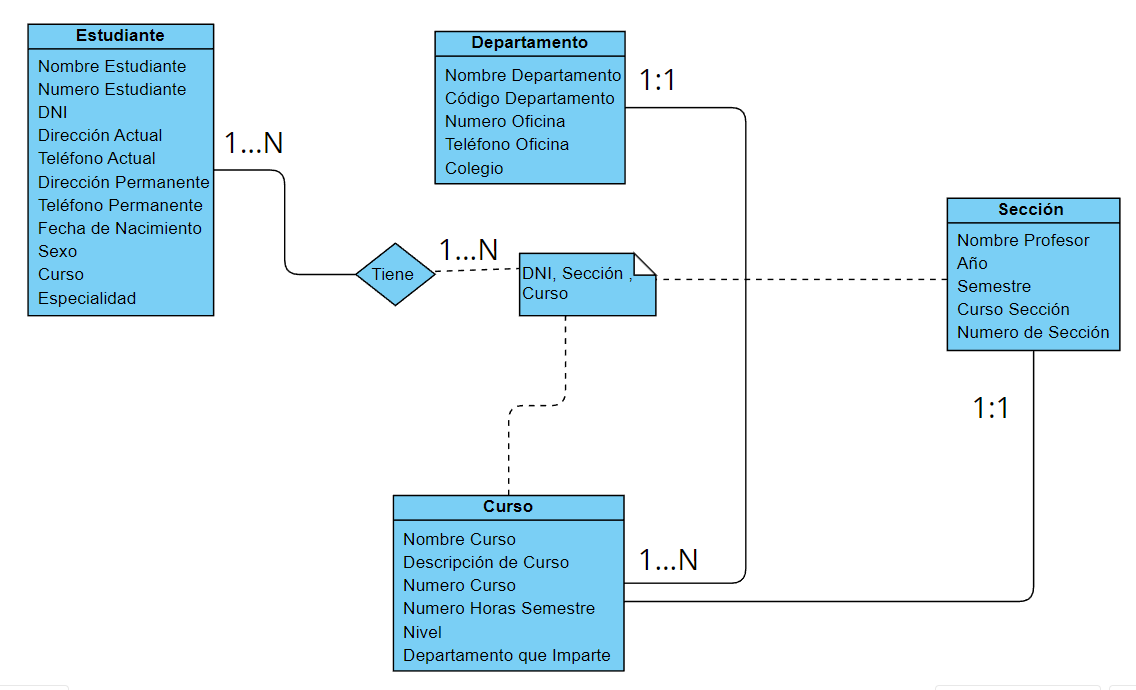 Estudiante
Nombre Estudiante
Numero Estudiante
DNI
Dirección Actual
Teléfono Actual
Dirección Permanente
Teléfono Permanente
Fecha de Nacimiento
Sexo
Curso
Especialidad
1...N
Tiene
1...N
DNI, Sección ,
Curso
Departamento
Nombre Departamento
Código Departamento
Numero Oficina
Teléfono Oficina
Colegio
1:1
Sección
Nombre Profesor
Año
Semestre
Curso Sección
Numero de Sección
1:1
Curso
Nombre Curso
Descripción de Curso
Numero Curso
Numero Horas Semestre
Nivel
Departamento que Imparte
1...N